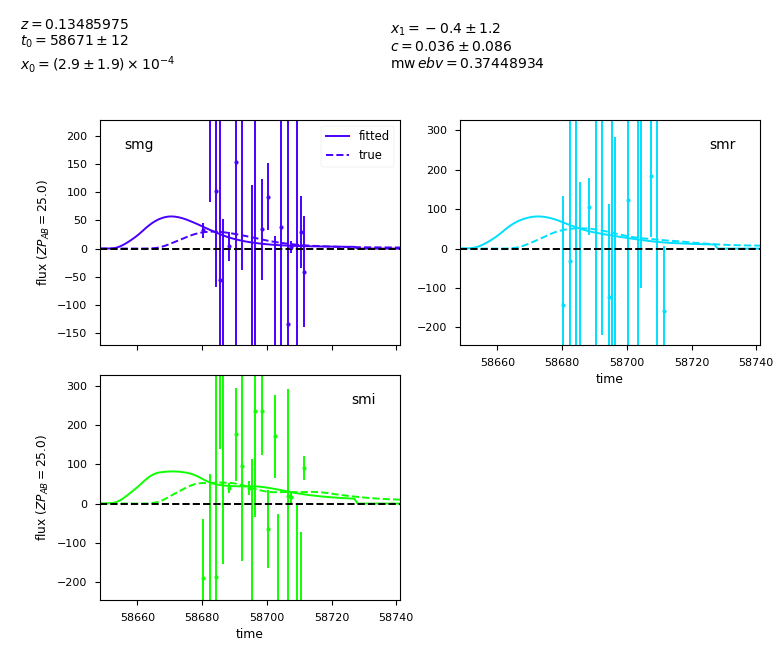 z = 0.13485975
t₀ = 58671 ± 12
x₀ = (2.9 ± 1.9) × 10⁻⁴
x₁ = −0.4 ± 1.2
c = 0.036 ± 0.086
mw ebv = 0.37448934
smg
fitted
true
200
150
100
50
0
−50
−100
−150
flux (ZP_AB = 25.0)
smr
300
200
100
0
−100
−200
58660 58680 58700 58720 58740
time
smi
300
200
100
0
−100
−200
flux (ZP_AB = 25.0)
58660 58680 58700 58720 58740
time